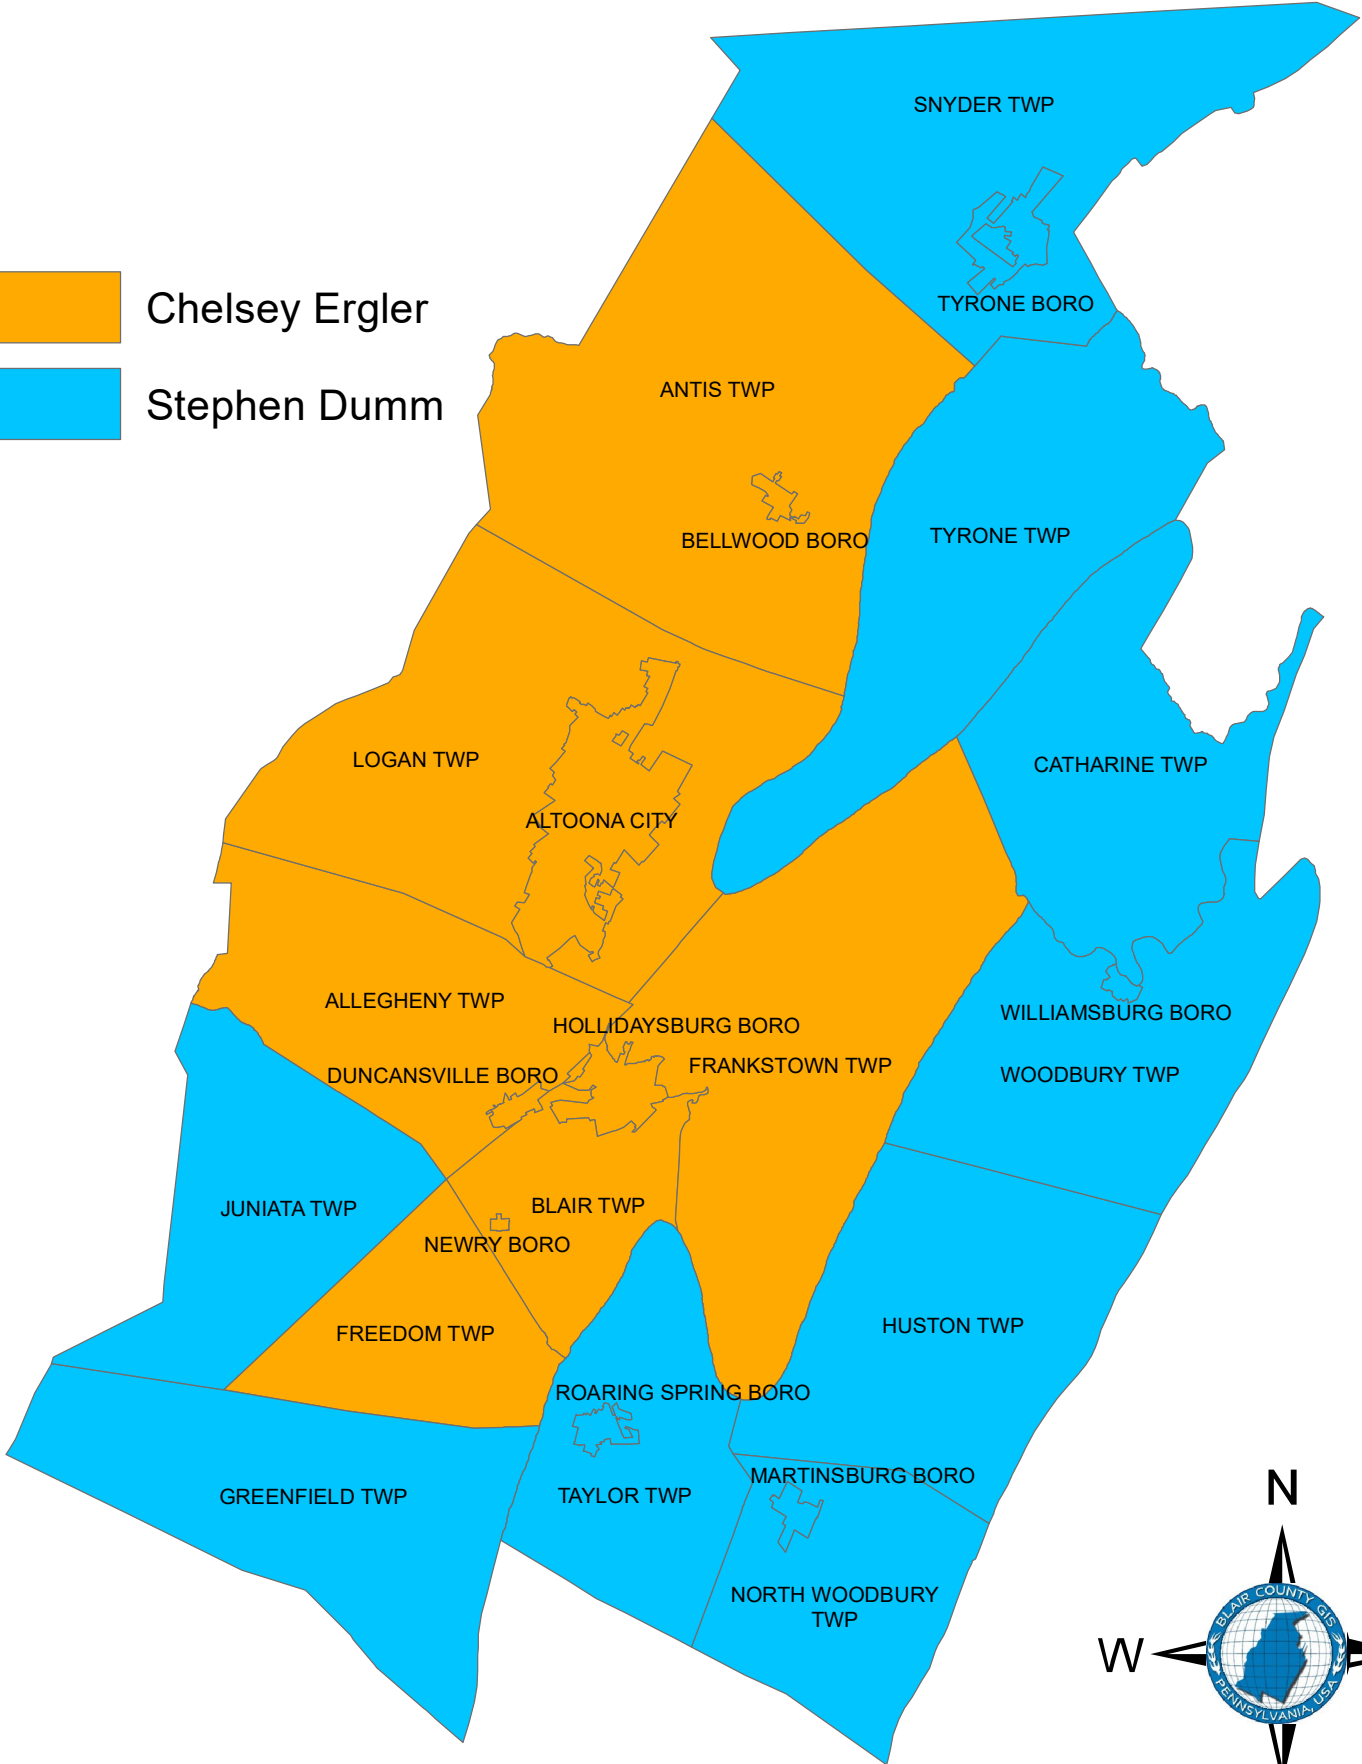 SNYDER TWP
TYRONE BORO
Chelsey Ergler
Stephen Dumm
ANTIS TWP
BELLWOOD BORO
TYRONE TWP
LOGAN TWP
CATHARINE TWP
ALTOONA CITY
ALLEGHENY TWP
WILLIAMSBURG BORO
HOLLIDAYSBURG BORO
FRANKSTOWN TWP
DUNCANSVILLE BORO
WOODBURY TWP
JUNIATA TWP
BLAIR TWP
NEWRY BORO
FREEDOM TWP
HUSTON TWP
ROARING SPRING BORO
MARTINSBURG BORO
GREENFIELD TWP
TAYLOR TWP
N
NORTH WOODBURY
TWP
W
BLAIR COUNTY GIS
PENNSYLVANIA, USA